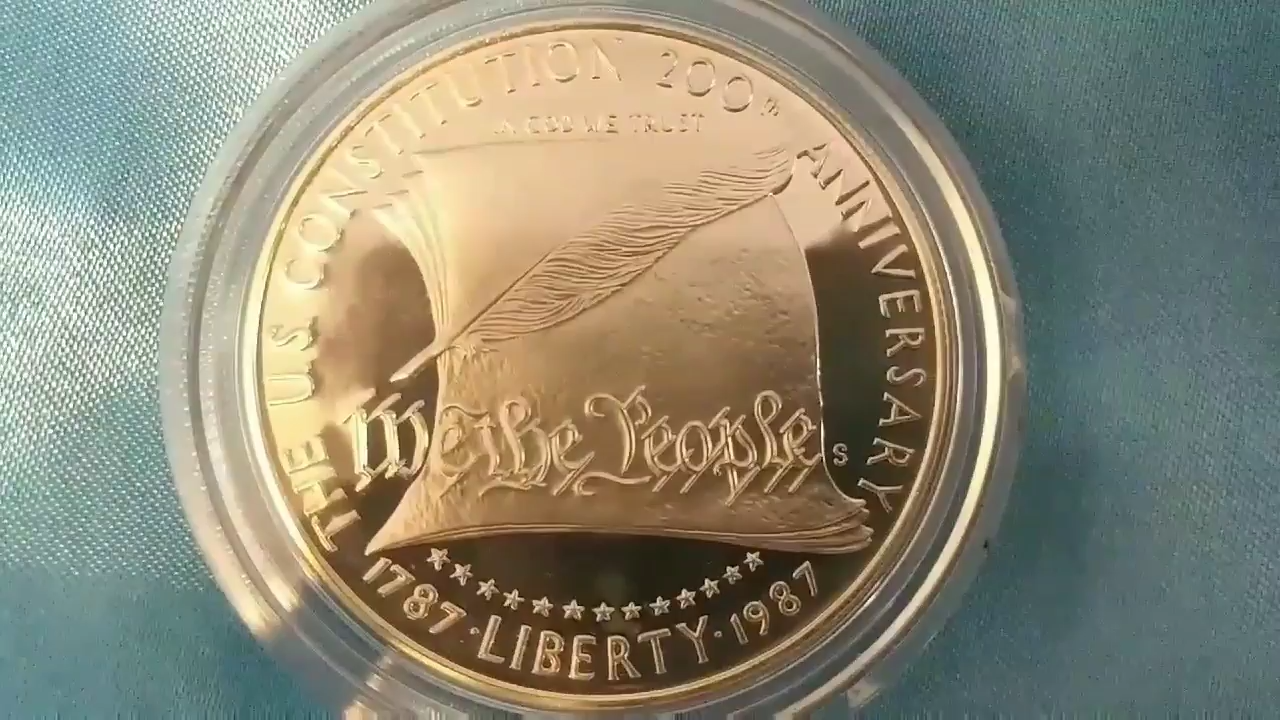 THE U.S. CONSTITUTION 200th ANNIVERSARY
IN GOD WE TRUST
We the People
S
1787 · LIBERTY · 1987